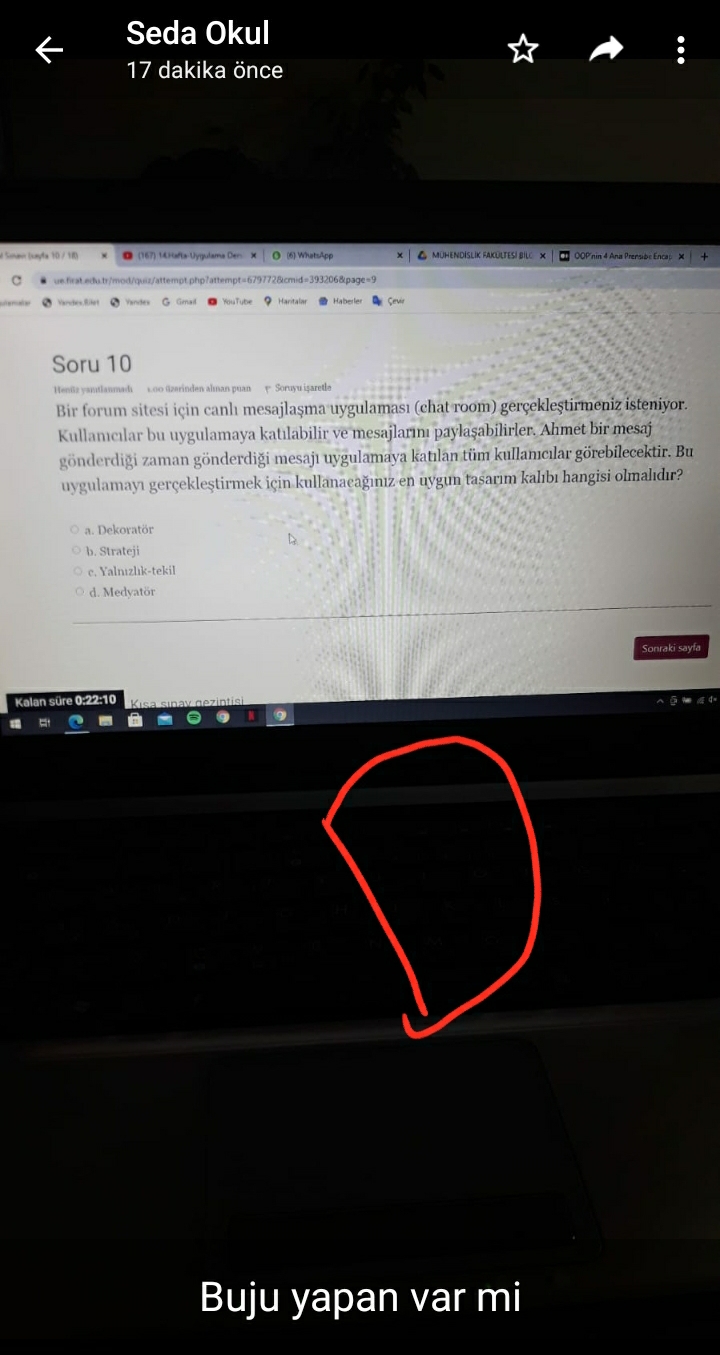 Seda Okul
17 dakika önce
(167) 14.Hafta Uygulama Ders
(6) WhatsApp
MÜHENDİSLİK FAKÜLTESİ BİLG
OOP'nin 4 Ana Prensibi: Encap
ue.firat.edu.tr/mod/quiz/attempt.php?attempt=679772&cmid=393206&page=9
Yandex.Bilet
Yandex
Gmail
YouTube
Haritalar
Haberler
Çevir
Soru 10
Henüz yanıtlanmadı
1,00 üzerinden alınan puan
Soruyu işaretle
Bir forum sitesi için canlı mesajlaşma uygulaması (chat room) gerçekleştirmeniz isteniyor.
Kullanıcılar bu uygulamaya katılabilir ve mesajlarını paylaşabilirler. Ahmet bir mesaj
gönderdiği zaman gönderdiği mesajı uygulamaya katılan tüm kullanıcılar görebilecektir. Bu
uygulamayı gerçekleştirmek için kullanacağınız en uygun tasarım kalıbı hangisi olmalıdır?
a. Dekoratör
b. Strateji
c. Yalnızlık-tekil
d. Medyatör
Sonraki sayfa
Kalan süre 0:22:10
Kısa sınav gezintisi
Buju yapan var mi